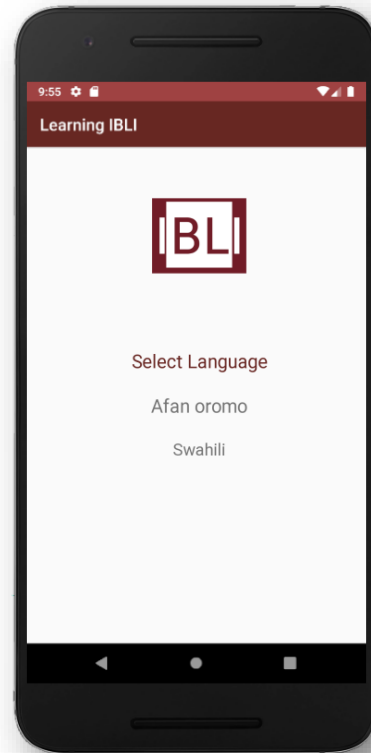 9:55
Learning IBLI
IBLI
Select Language
Afan oromo
Swahili